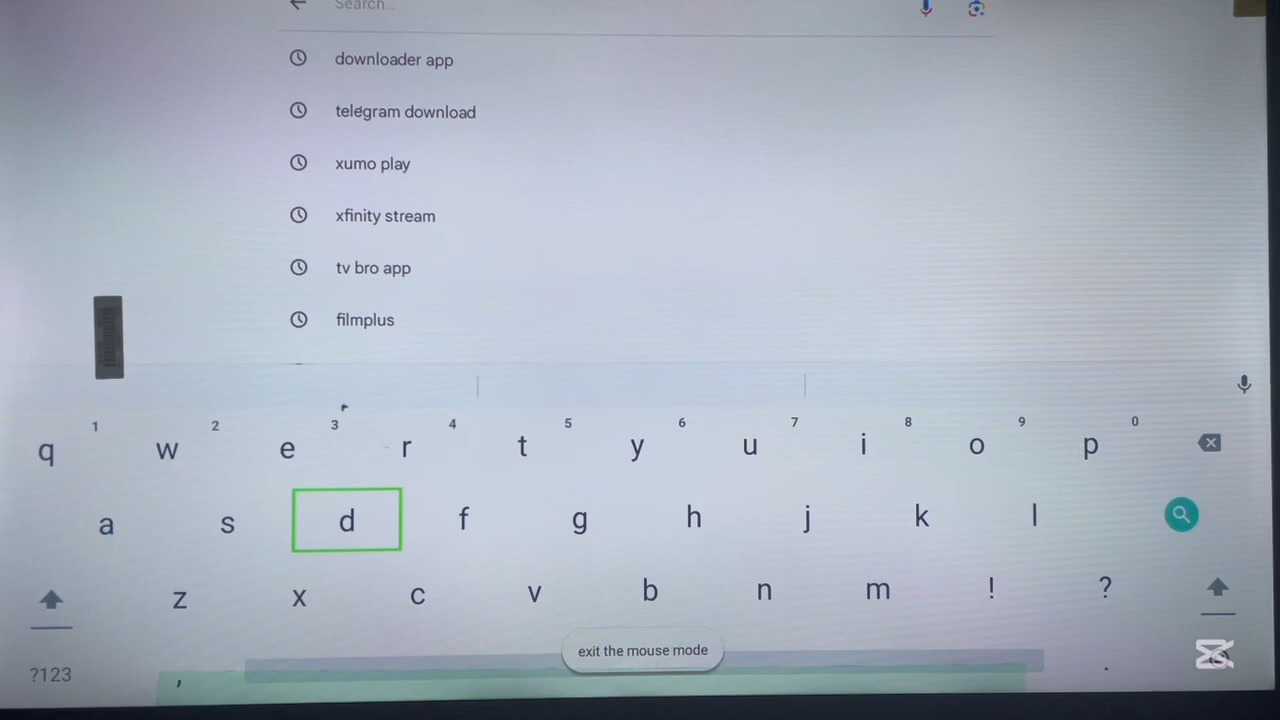 Search...
downloader app
telegram download
xumo play
xfinity stream
tv bro app
filmplus
1 2 3 4 5 6 7 8 9 0
q w e r t y u i o p
a s d f g h j k l
z x c v b n m ! ?
exit the mouse mode
?123 , .